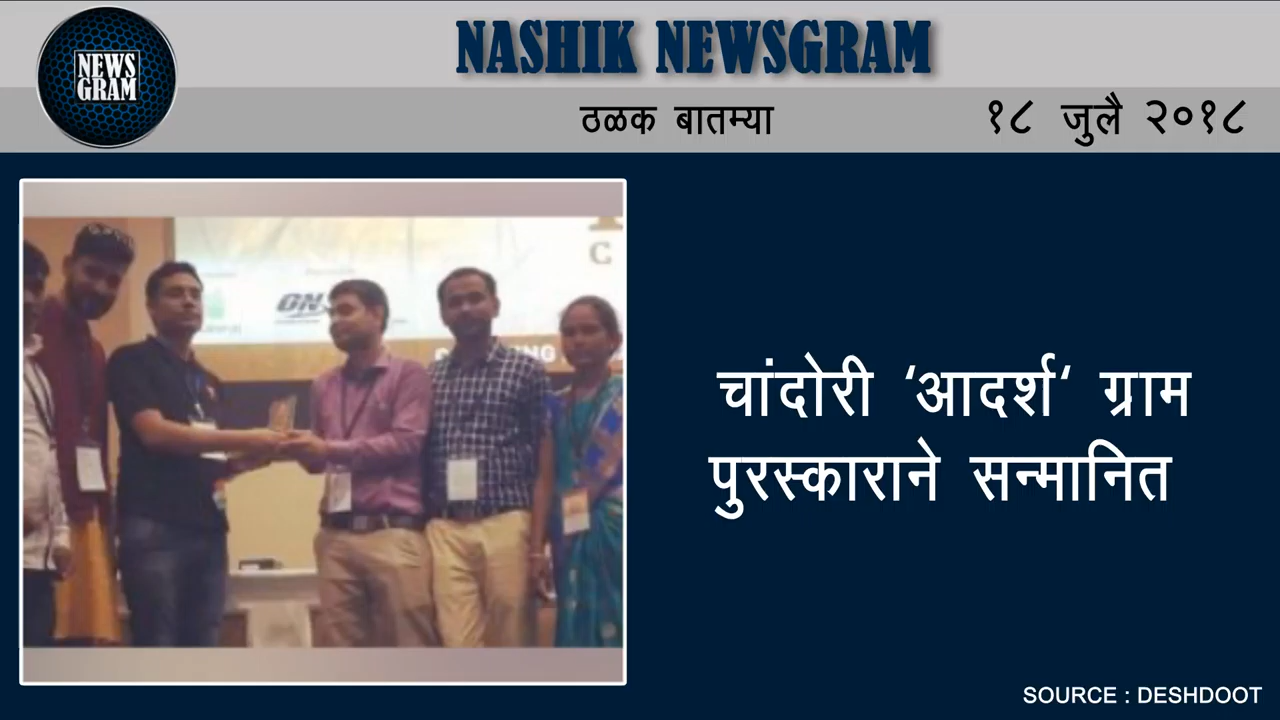 NEWS
GRAM
NASHIK NEWSGRAM
ठळक बातम्या
१८ जुलै २०१८
चांदोरी ‘आदर्श‘ ग्राम
पुरस्काराने सन्मानित
SOURCE : DESHDOOT